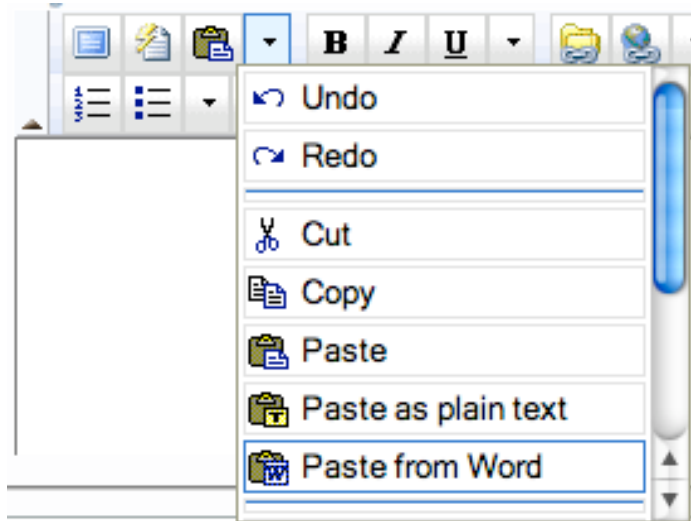 B I U
Undo
Redo
Cut
Copy
Paste
Paste as plain text
Paste from Word